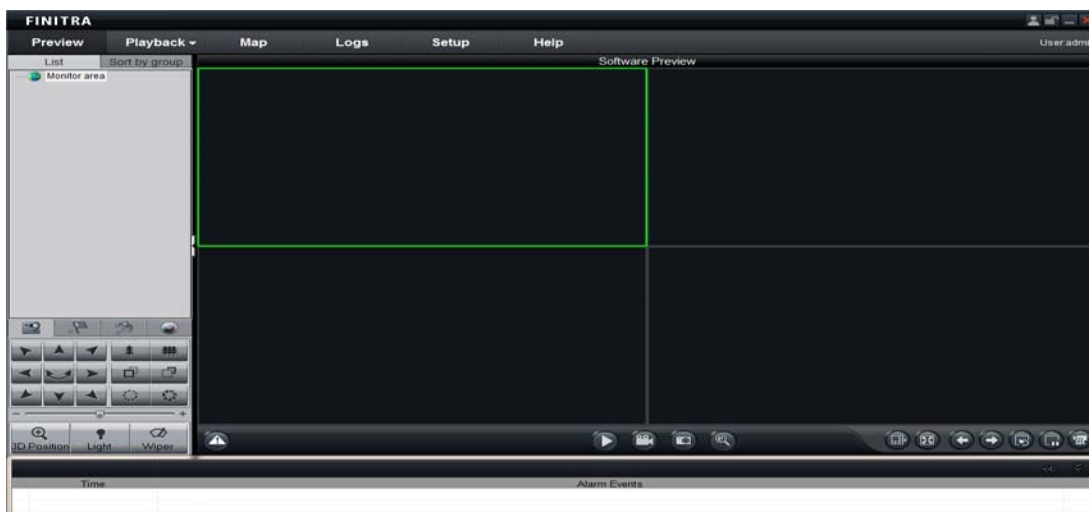 FINITRA
Preview Playback Map Logs Setup Help User:admi
List Sort by group Software Preview
Monitor area
3D Position Light Wiper
Time Alarm Events